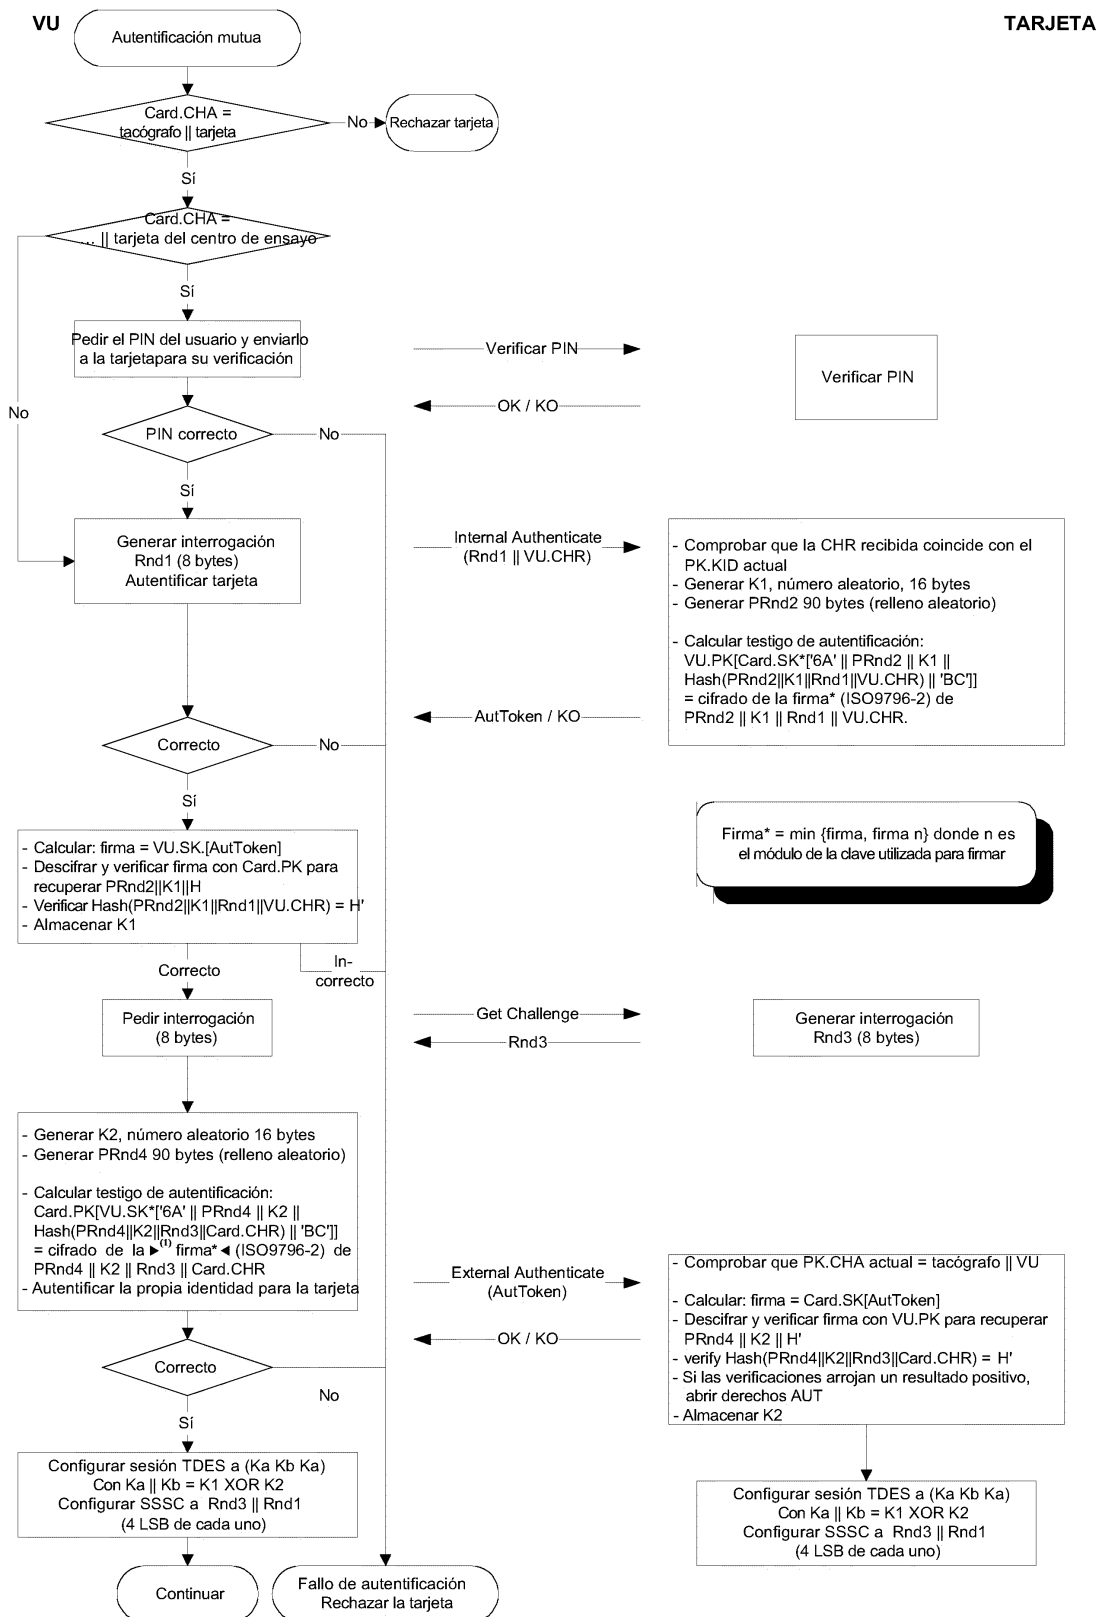 VU
TARJETA
Autentificación mutua
Card.CHA =
tacógrafo || tarjeta
No
Rechazar tarjeta
Sí
Card.CHA =
... || tarjeta del centro de ensayo
Sí
No
Pedir el PIN del usuario y enviarlo
a la tarjetapara su verificación
Verificar PIN
Verificar PIN
OK / KO
PIN correcto
No
Sí
Generar interrogación
Rnd1 (8 bytes)
Autentificar tarjeta
Internal Authenticate
(Rnd1 || VU.CHR)
- Comprobar que la CHR recibida coincide con el
PK.KID actual
- Generar K1, número aleatorio, 16 bytes
- Generar PRnd2 90 bytes (relleno aleatorio)
- Calcular testigo de autentificación:
VU.PK[Card.SK*['6A' || PRnd2 || K1 ||
Hash(PRnd2||K1||Rnd1||VU.CHR) || 'BC']]
= cifrado de la firma* (ISO9796-2) de
PRnd2 || K1 || Rnd1 || VU.CHR.
AutToken / KO
Correcto
No
Sí
Firma* = min {firma, firma n} donde n es
el módulo de la clave utilizada para firmar
- Calcular: firma = VU.SK.[AutToken]
- Descifrar y verificar firma con Card.PK para
recuperar PRnd2||K1||H
- Verificar Hash(PRnd2||K1||Rnd1||VU.CHR) = H'
- Almacenar K1
In-
correcto
Correcto
Pedir interrogación
(8 bytes)
Get Challenge
Rnd3
Generar interrogación
Rnd3 (8 bytes)
- Generar K2, número aleatorio 16 bytes
- Generar PRnd4 90 bytes (relleno aleatorio)
- Calcular testigo de autentificación:
Card.PK[VU.SK*['6A' || PRnd4 || K2 ||
Hash(PRnd4||K2||Rnd3||Card.CHR) || 'BC']]
= cifrado de la ►(1) firma* ◄ (ISO9796-2) de
PRnd4 || K2 || Rnd3 || Card.CHR
- Autentificar la propia identidad para la tarjeta
External Authenticate
(AutToken)
OK / KO
- Comprobar que PK.CHA actual = tacógrafo || VU
- Calcular: firma = Card.SK[AutToken]
- Descifrar y verificar firma con VU.PK para recuperar
PRnd4 || K2 || H'
- verify Hash(PRnd4||K2||Rnd3||Card.CHR) = H'
- Si las verificaciones arrojan un resultado positivo,
abrir derechos AUT
- Almacenar K2
Correcto
No
Sí
Configurar sesión TDES a (Ka Kb Ka)
Con Ka || Kb = K1 XOR K2
Configurar SSSC a Rnd3 || Rnd1
(4 LSB de cada uno)
Configurar sesión TDES a (Ka Kb Ka)
Con Ka || Kb = K1 XOR K2
Configurar SSSC a Rnd3 || Rnd1
(4 LSB de cada uno)
Continuar
Fallo de autentificación
Rechazar la tarjeta